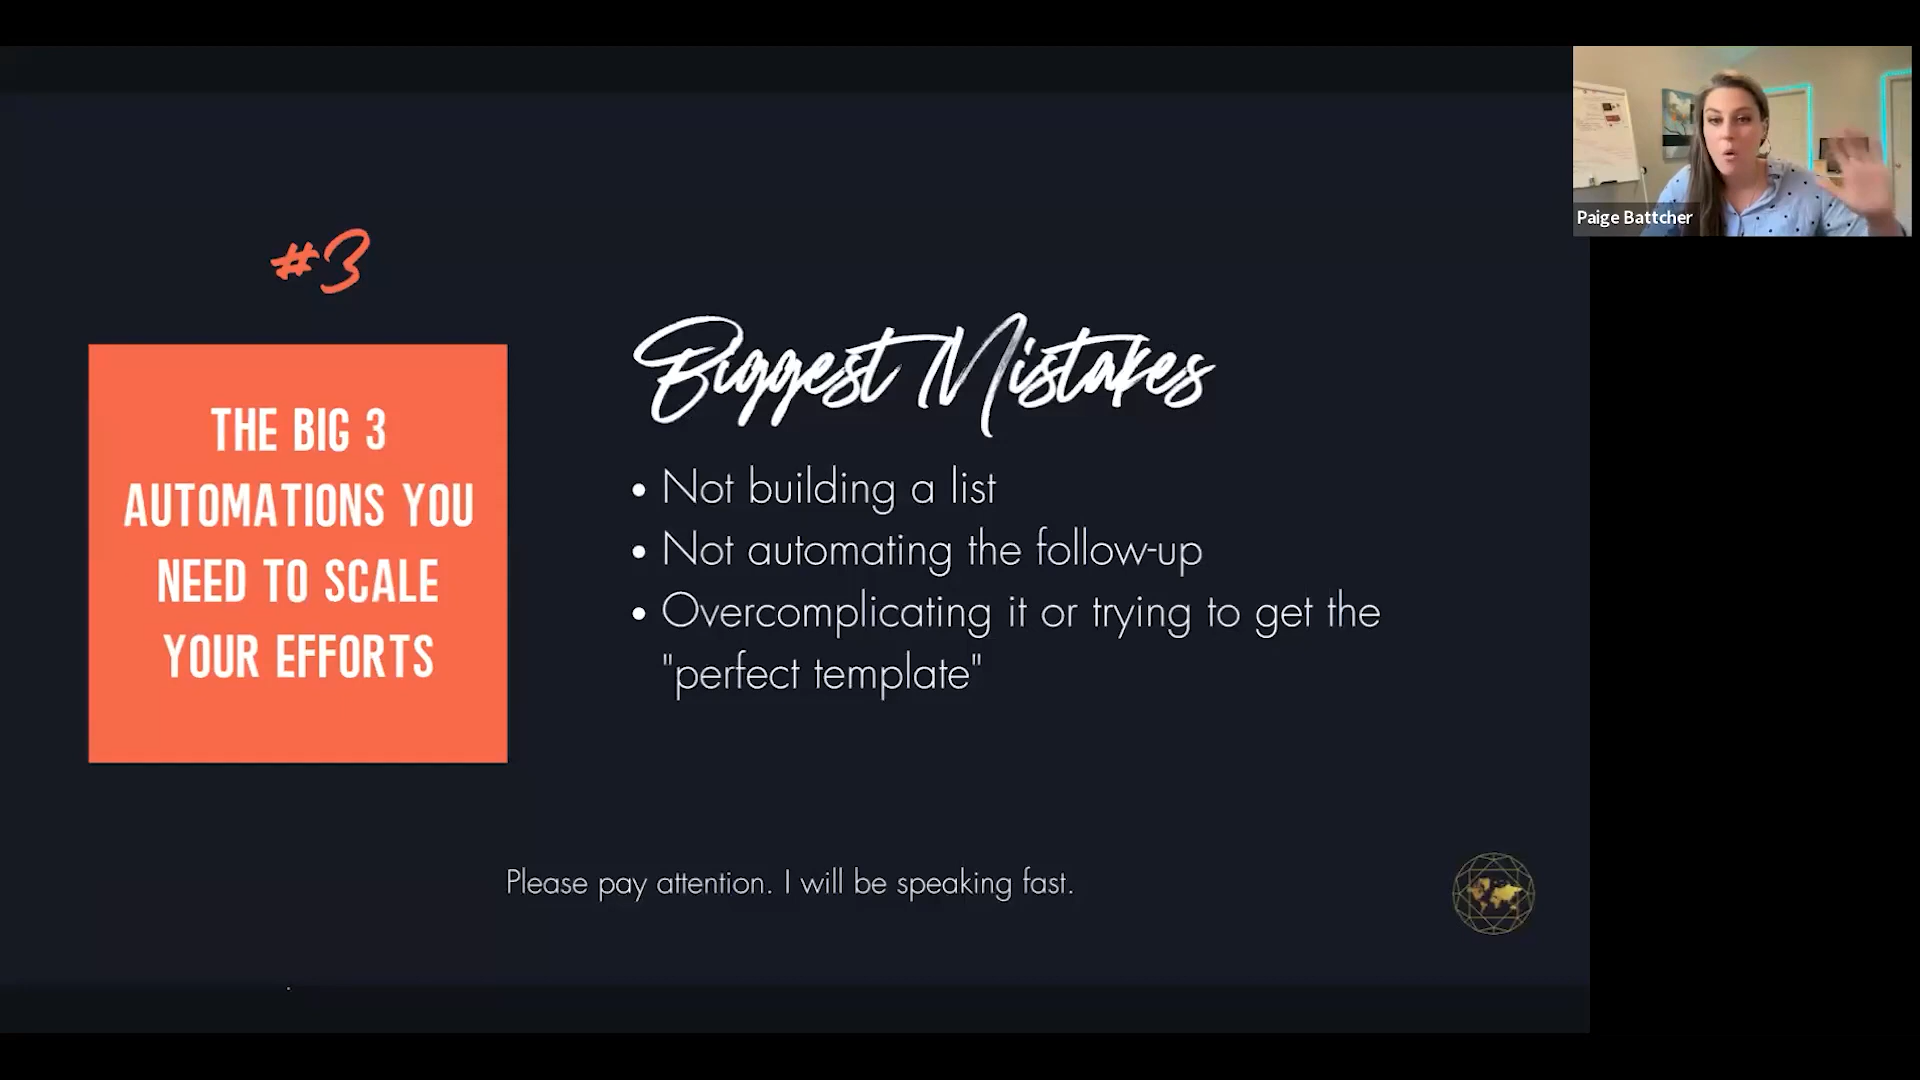 Paige Battcher
#3
THE BIG 3
AUTOMATIONS YOU
NEED TO SCALE
YOUR EFFORTS
Biggest Mistakes
• Not building a list
• Not automating the follow-up
• Overcomplicating it or trying to get the
"perfect template"
Please pay attention. I will be speaking fast.